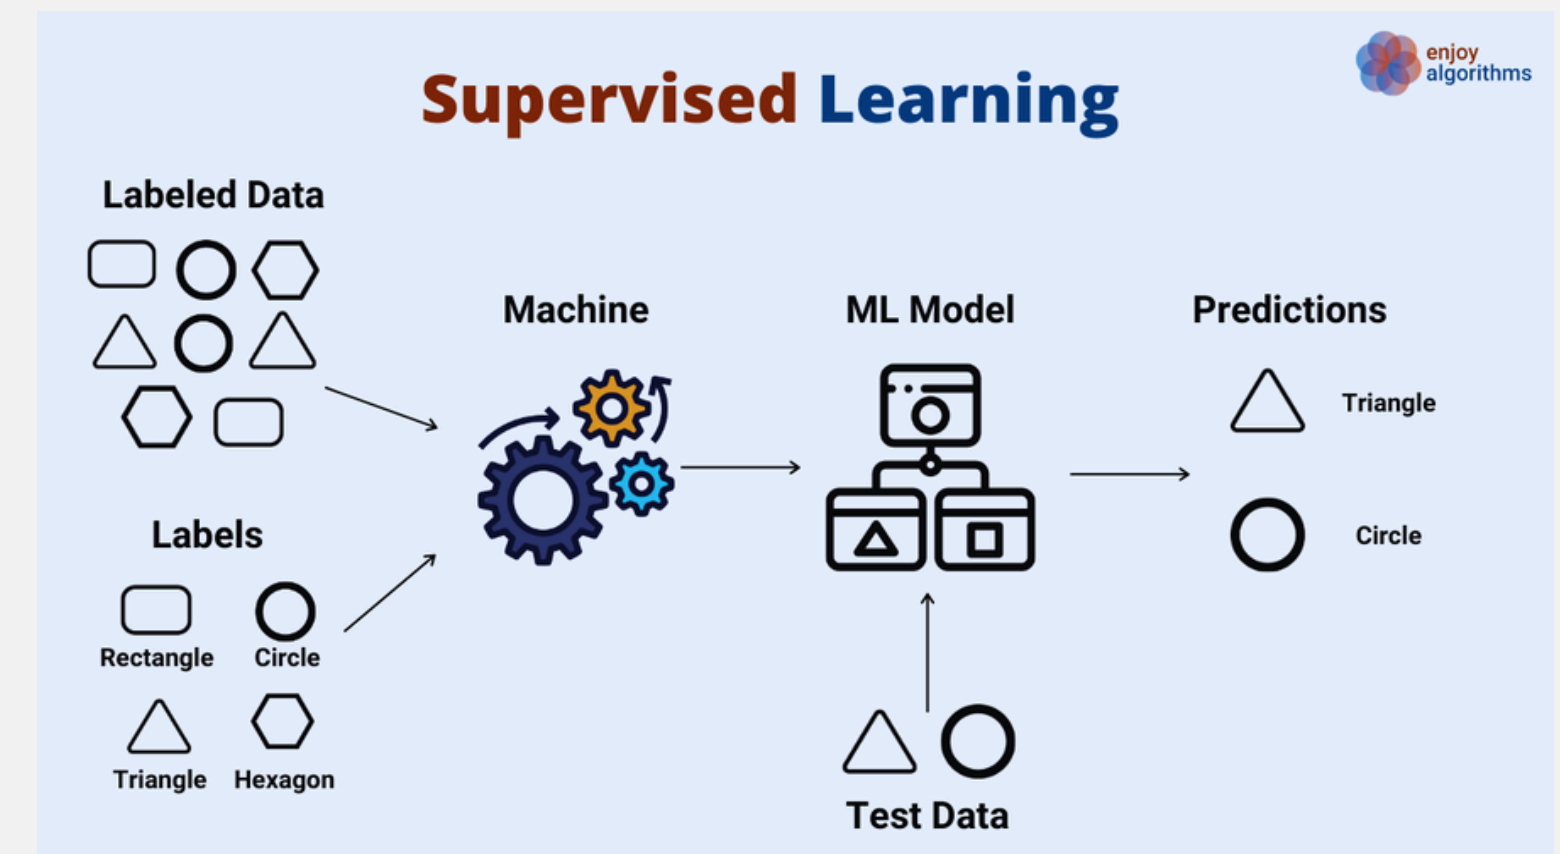 enjoy
algorithms
Supervised Learning
Labeled Data
Machine
ML Model
Predictions
Triangle
Circle
Labels
Rectangle
Circle
Triangle
Hexagon
Test Data